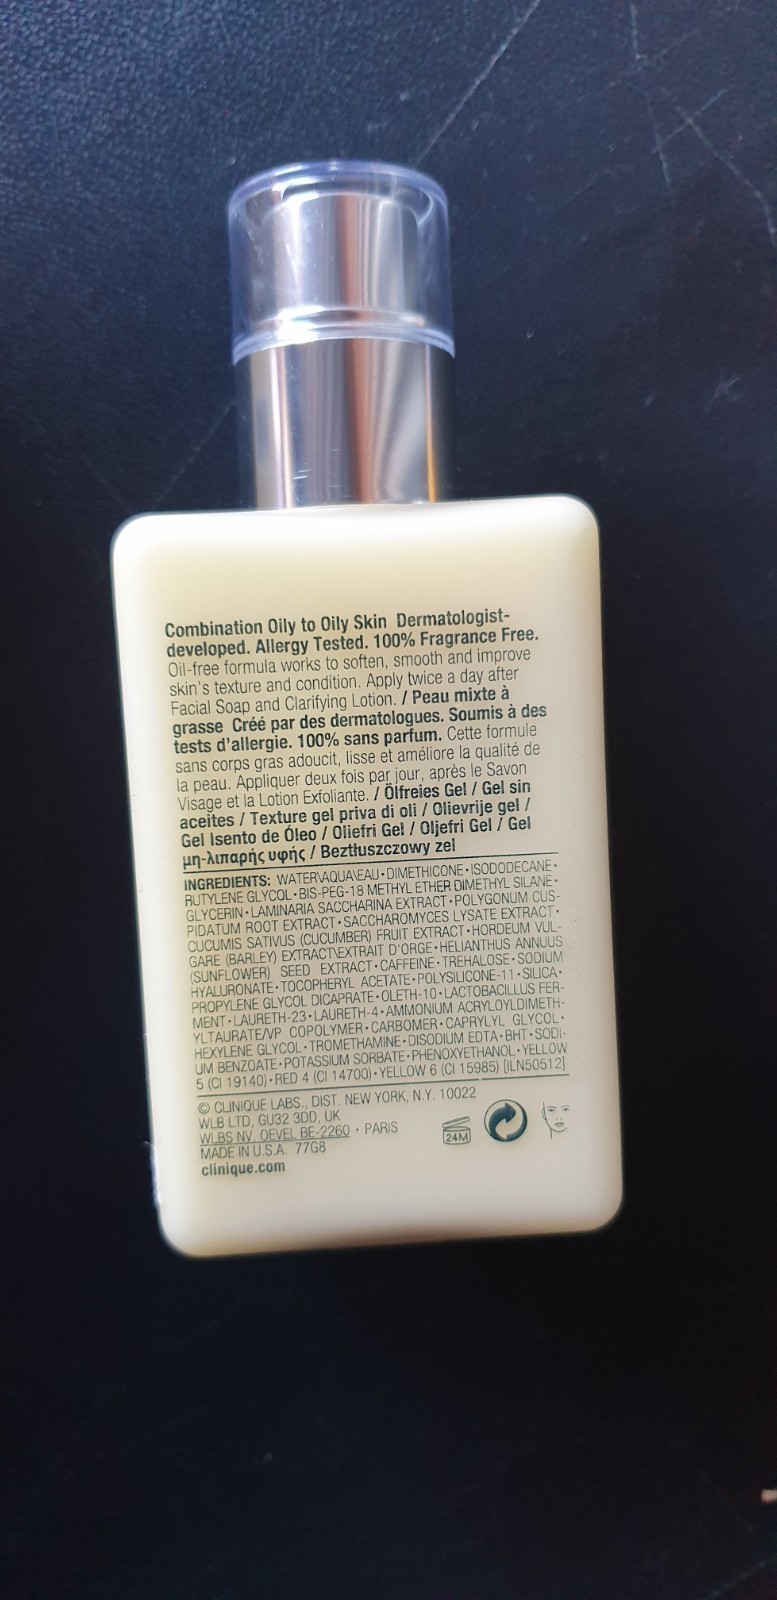 Combination Oily to Oily Skin Dermatologist-
developed. Allergy Tested. 100% Fragrance Free.
Oil-free formula works to soften, smooth and improve
skin's texture and condition. Apply twice a day after
Facial Soap and Clarifying Lotion. / Peau mixte à
grasse Créé par des dermatologues. Soumis à des
tests d'allergie. 100% sans parfum. Cette formule
sans corps gras adoucit, lisse et améliore la qualité de
la peau. Appliquer deux fois par jour, après le Savon
Visage et la Lotion Exfoliante. / Ölfreies Gel / Gel sin
aceites / Texture gel priva di oli / Olievrije gel /
Gel Isento de Óleo / Oliefri Gel / Oljefri Gel / Gel
μη-λιπαρής υφής / Beztłuszczowy żel
INGREDIENTS: WATER\AQUA\EAU • DIMETHICONE • ISODODECANE •
BUTYLENE GLYCOL • BIS-PEG-18 METHYL ETHER DIMETHYL SILANE •
GLYCERIN • LAMINARIA SACCHARINA EXTRACT • POLYGONUM CUS-
PIDATUM ROOT EXTRACT • SACCHAROMYCES LYSATE EXTRACT •
CUCUMIS SATIVUS (CUCUMBER) FRUIT EXTRACT • HORDEUM VUL-
GARE (BARLEY) EXTRACT\EXTRAIT D'ORGE • HELIANTHUS ANNUUS
(SUNFLOWER) SEED EXTRACT • CAFFEINE • TREHALOSE • SODIUM
HYALURONATE • TOCOPHERYL ACETATE • POLYSILICONE-11 • SILICA •
PROPYLENE GLYCOL DICAPRATE • OLETH-10 • LACTOBACILLUS FER-
MENT • LAURETH-23 • LAURETH-4 • AMMONIUM ACRYLOYLDIMETH-
YLTAURATE/VP COPOLYMER • CARBOMER • CAPRYLYL GLYCOL •
HEXYLENE GLYCOL • TROMETHAMINE • DISODIUM EDTA • BHT • SODI-
UM BENZOATE • POTASSIUM SORBATE • PHENOXYETHANOL • YELLOW
5 (CI 19140) • RED 4 (CI 14700) • YELLOW 6 (CI 15985) [ILN50512]
© CLINIQUE LABS., DIST. NEW YORK, N.Y. 10022
WLB LTD, GU32 3DD, UK
WLBS NV, OEVEL BE-2260 • PARIS
MADE IN U.S.A. 77G8
clinique.com
24M